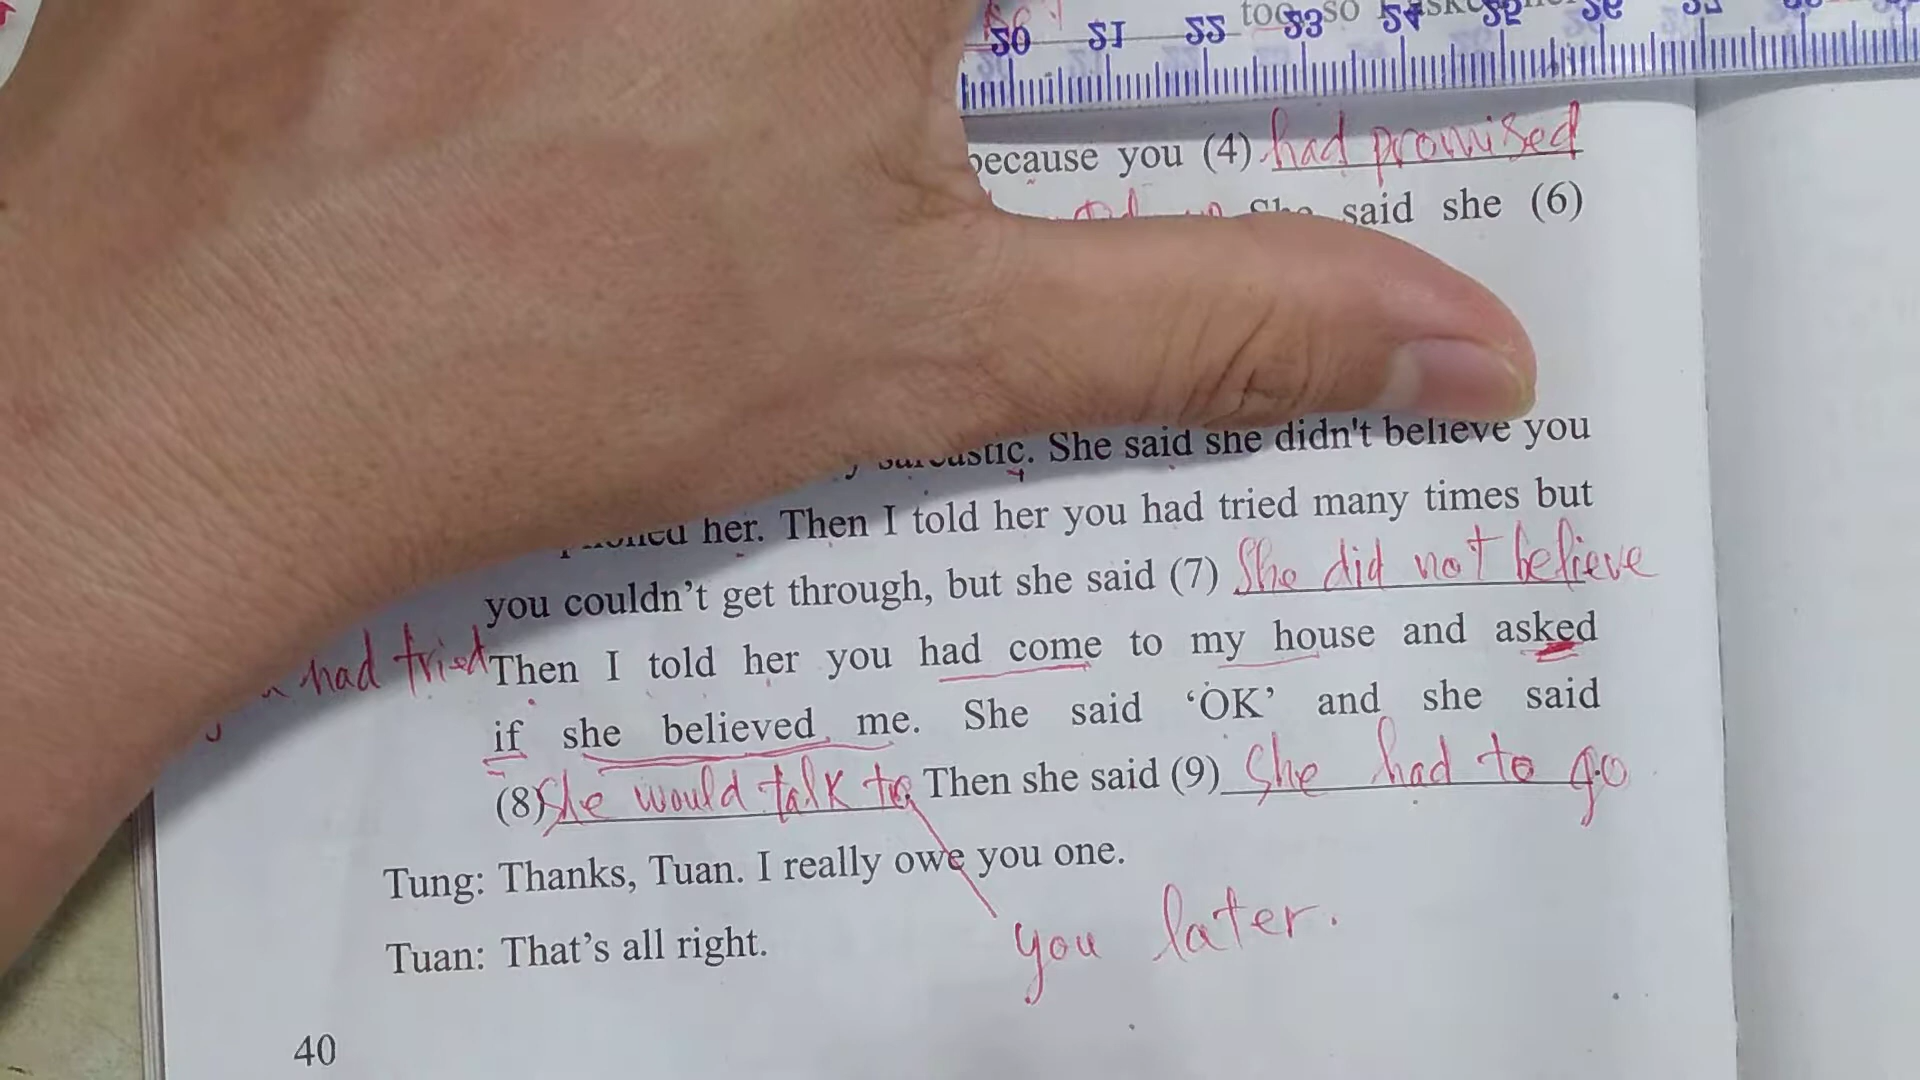 too so
because you (4) had promised
said she (6)
She said she didn't believe you
her. Then I told her you had tried many times but
you couldn't get through, but she said (7) She did not believe
had tried Then I told her you had come to my house and asked
if she believed me. She said ‘OK’ and she said
(8) She would talk to Then she said (9) She had to go
Tung: Thanks, Tuan. I really owe you one.
you later.
Tuan: That’s all right.
40